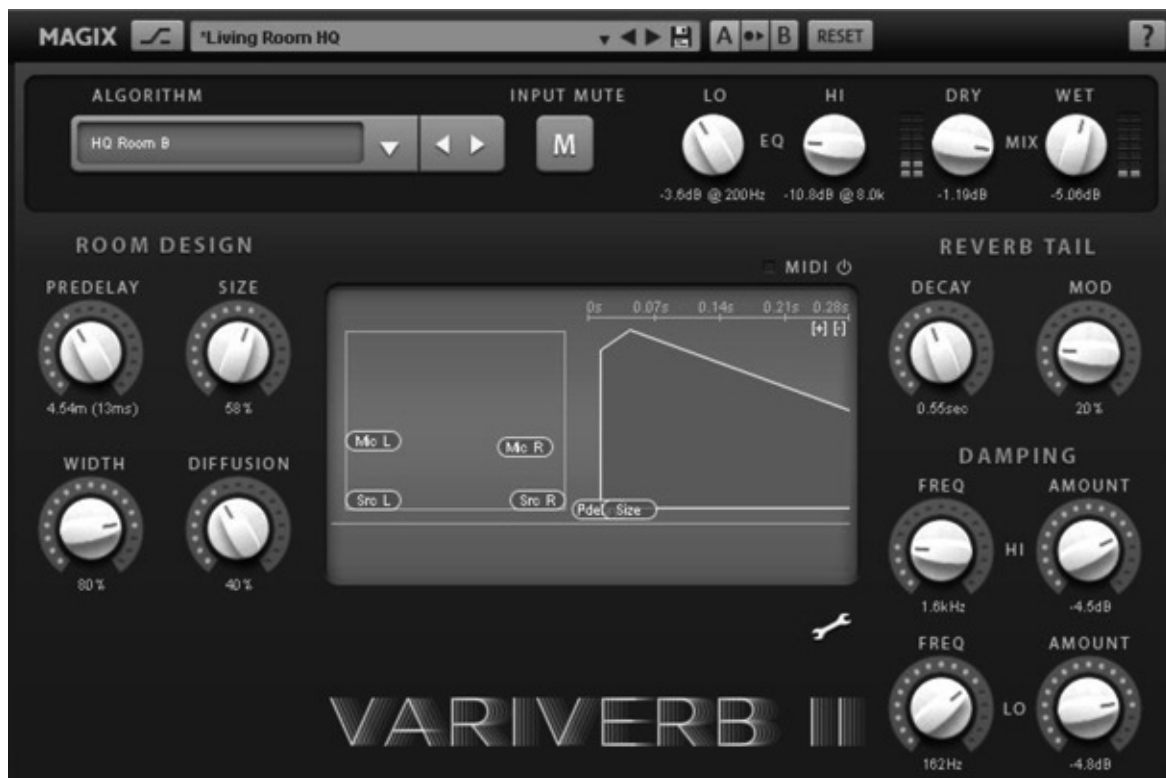 MAGIX *Living Room HQ A B RESET ?
ALGORITHM INPUT MUTE LO HI DRY WET
HQ Room B M EQ MIX
-3.6dB @ 200Hz -10.8dB @ 8.0k -1.19dB -5.06dB
ROOM DESIGN REVERB TAIL
MIDI
PREDELAY SIZE DECAY MOD
0s 0.07s 0.14s 0.21s 0.28s
[+] [-]
4.54m (13ms) 58% 0.55sec 20%
Mic L Mic R
WIDTH DIFFUSION DAMPING
FREQ AMOUNT
Src L Src R Pdel Size
HI
80% 40% 1.6kHz -4.5dB
FREQ AMOUNT
VARIVERB II LO
162Hz -4.8dB